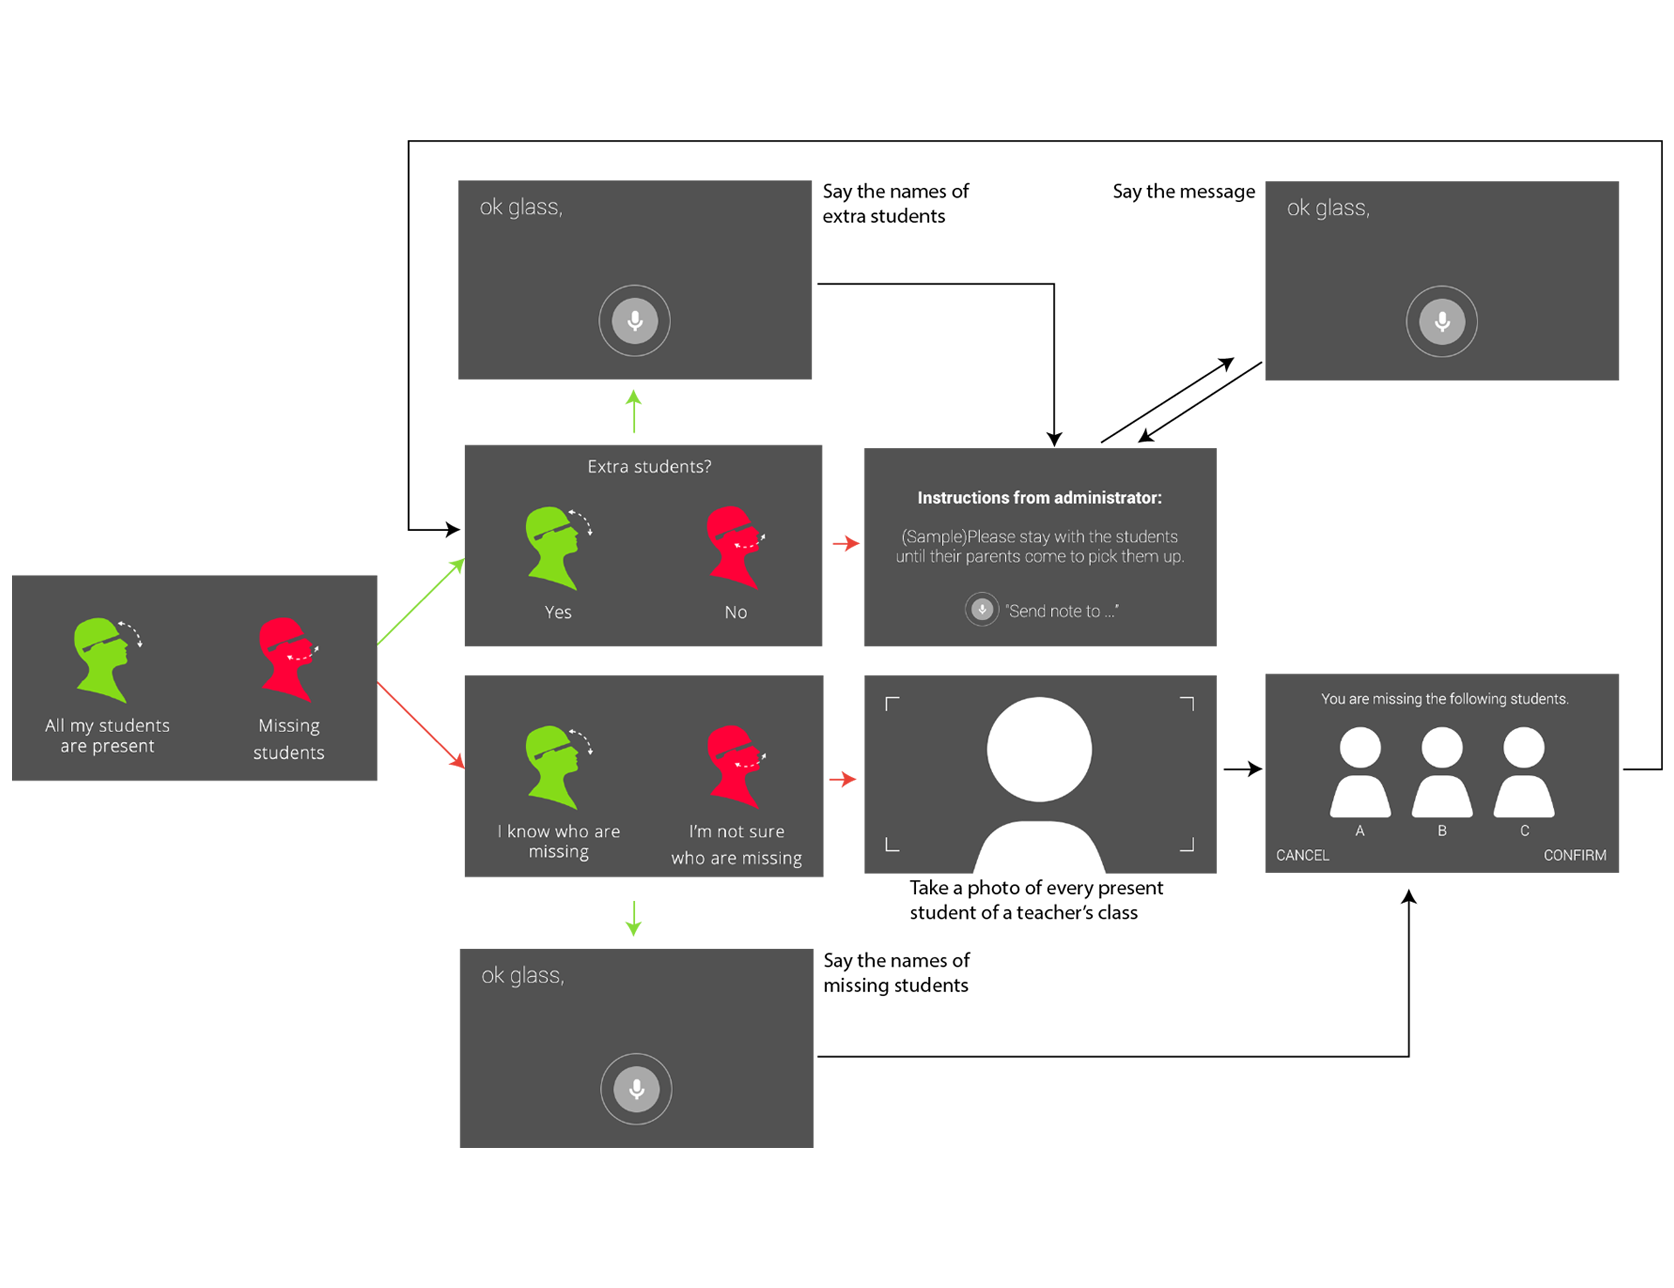 ok glass,
Say the names of
extra students
Say the message
ok glass,
Extra students?
Yes
No
Instructions from administrator:
(Sample)Please stay with the students
until their parents come to pick them up.
"Send note to ..."
All my students
are present
Missing
students
I know who are
missing
I'm not sure
who are missing
Take a photo of every present
student of a teacher's class
You are missing the following students.
A
B
C
CANCEL
CONFIRM
ok glass,
Say the names of
missing students